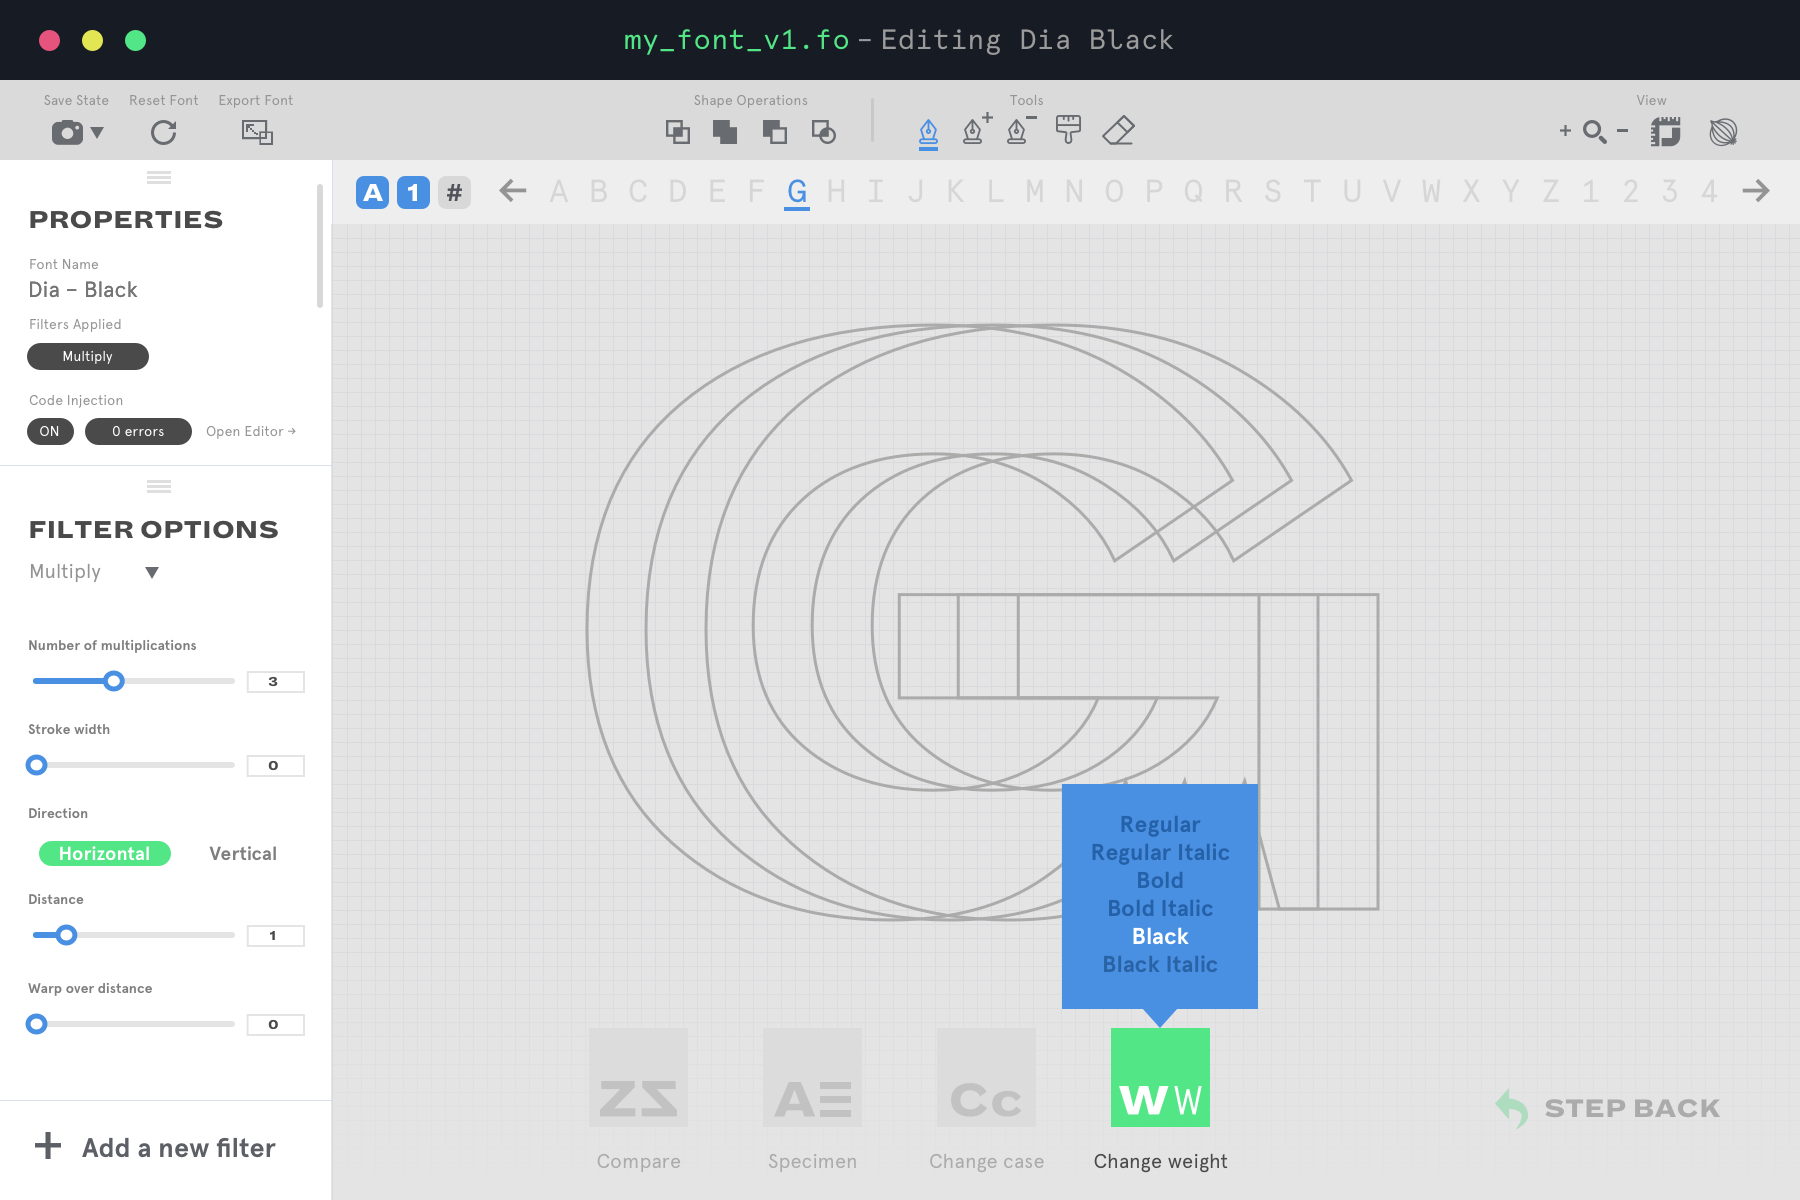 my_font_v1.fo – Editing Dia Black
Save State Reset Font Export Font Shape Operations Tools View
A 1 # A B C D E F G H I J K L M N O P Q R S T U V W X Y Z 1 2 3 4
PROPERTIES
Font Name
Dia – Black
Filters Applied
Multiply
Code Injection
ON 0 errors Open Editor →
FILTER OPTIONS
Multiply
Number of multiplications
3
Stroke width
0
Direction
Horizontal Vertical
Distance
1
Warp over distance
0
+ Add a new filter
G
Regular
Regular Italic
Bold
Bold Italic
Black
Black Italic
ZS AE Cc WW
Compare Specimen Change case Change weight
STEP BACK